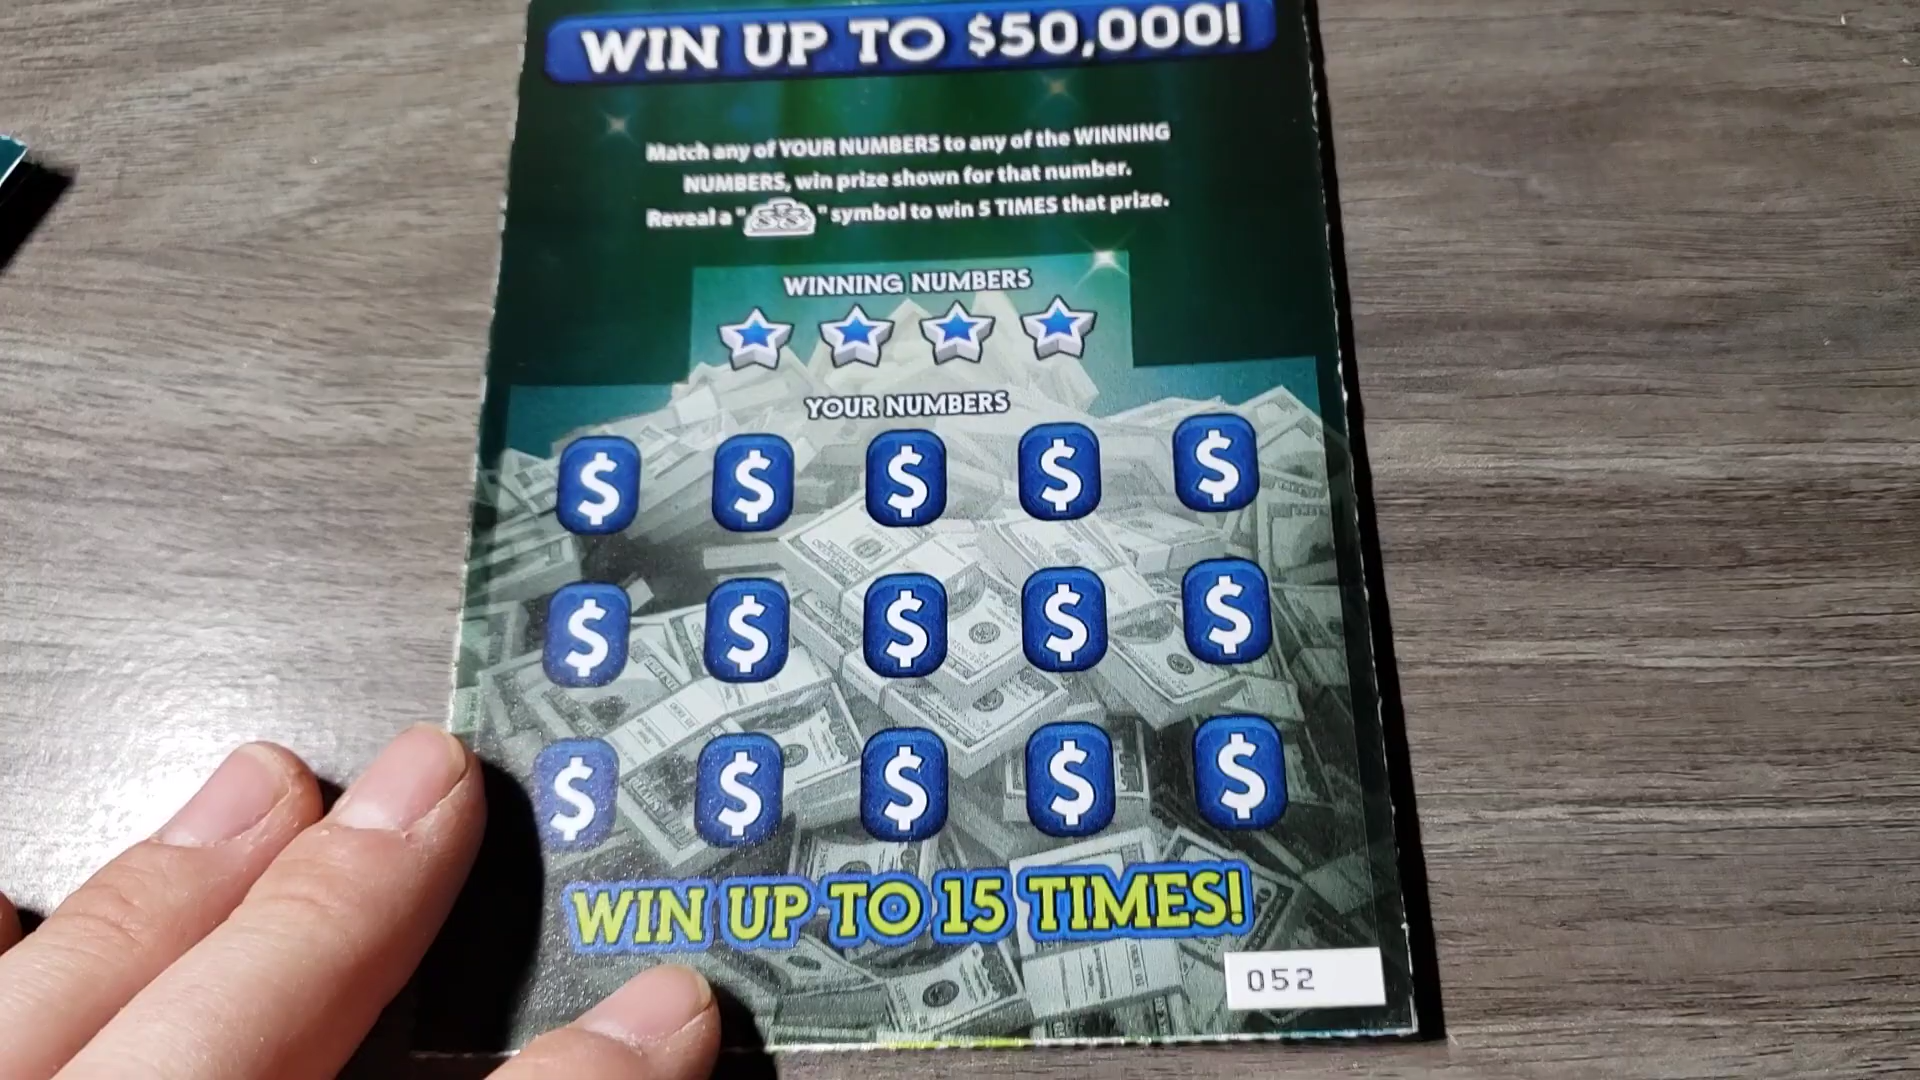 WIN UP TO $50,000!
Match any of YOUR NUMBERS to any of the WINNING
NUMBERS, win prize shown for that number.
Reveal a " " symbol to win 5 TIMES that prize.
WINNING NUMBERS
YOUR NUMBERS
$ $ $ $ $
$ $ $ $ $
$ $ $ $ $
WIN UP TO 15 TIMES!
052